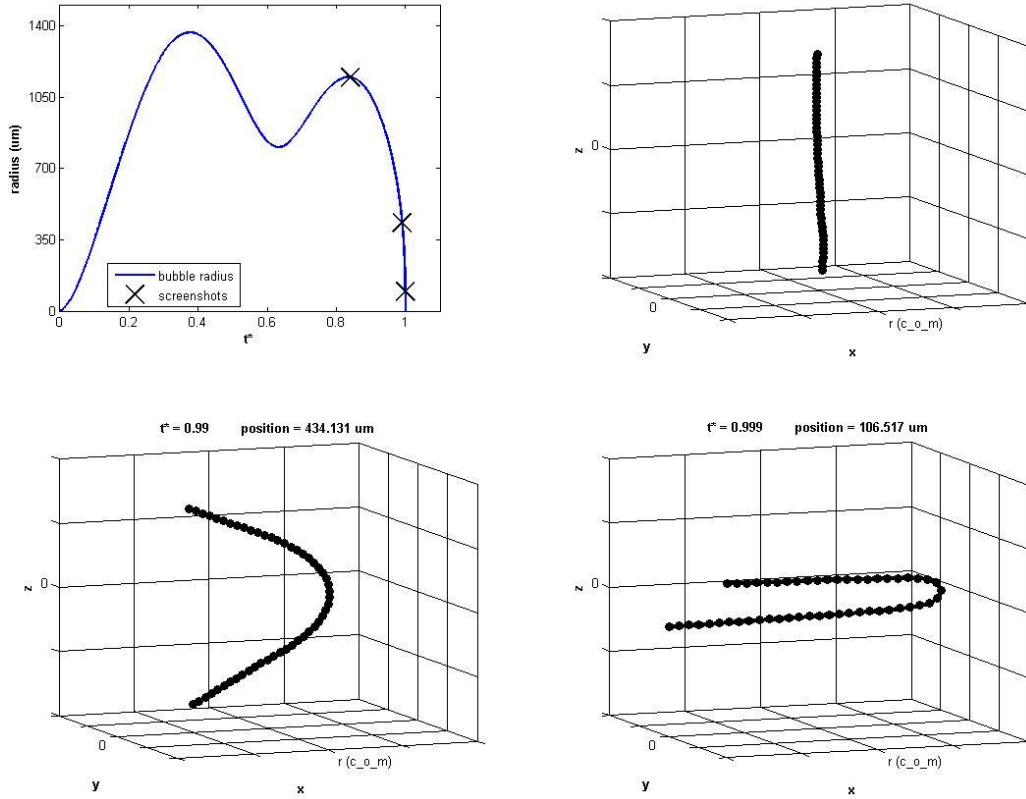 1400
1050
700
350
0
radius (um)
bubble radius
screenshots
0 0.2 0.4 0.6 0.8 1
t*
z
0
0
r (c_o_m)
y
x
t* = 0.99 position = 434.131 um
z
0
0
r (c_o_m)
y
x
t* = 0.999 position = 106.517 um
z
0
0
r (c_o_m)
y
x